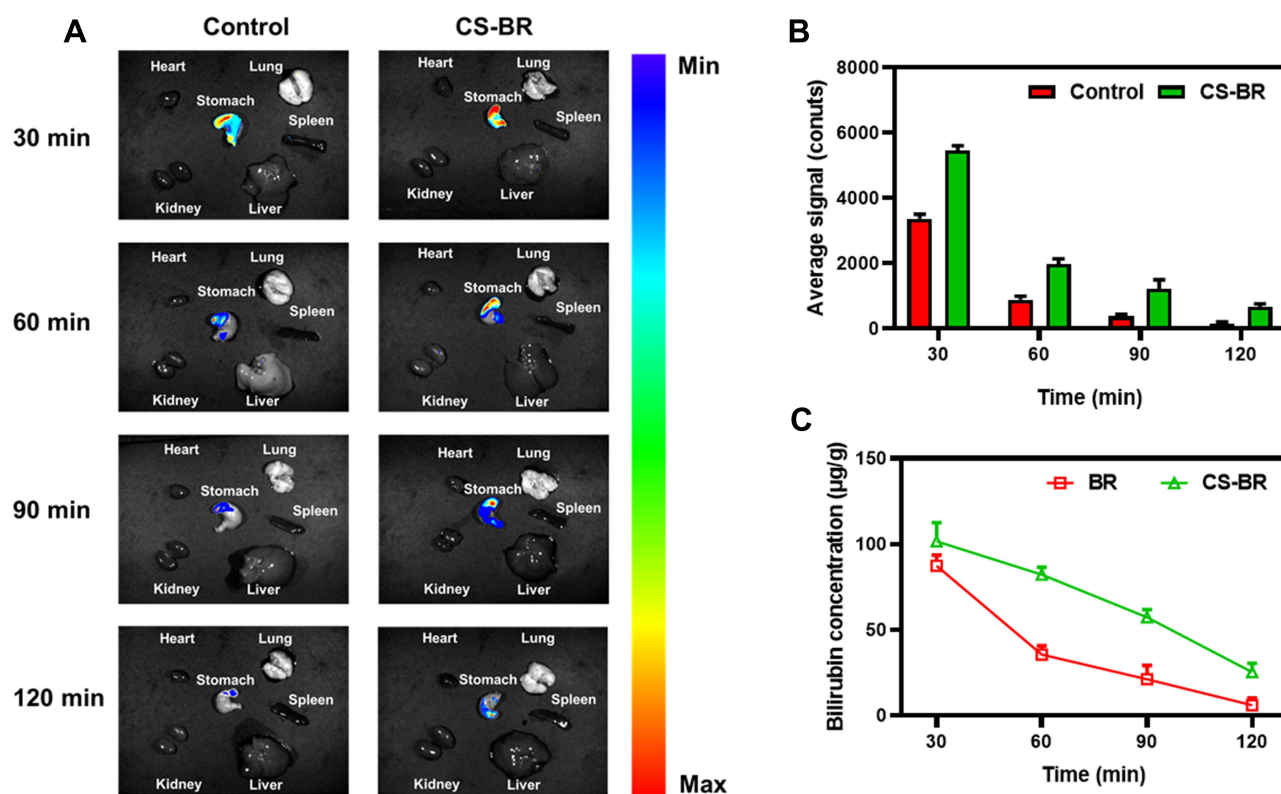 A
Control
CS-BR
30 min
Heart
Lung
Stomach
Spleen
Kidney
Liver
Heart
Lung
Stomach
Spleen
Kidney
Liver
60 min
Heart
Lung
Stomach
Spleen
Kidney
Liver
Heart
Lung
Stomach
Spleen
Kidney
Liver
90 min
Heart
Lung
Stomach
Spleen
Kidney
Liver
Heart
Lung
Stomach
Spleen
Kidney
Liver
120 min
Heart
Lung
Stomach
Spleen
Kidney
Liver
Heart
Lung
Stomach
Spleen
Kidney
Liver
Min
Max
B
Average signal (conuts)
8000
6000
4000
2000
0
Control CS-BR
30 60 90 120
Time (min)
C
Bilirubin concentration (µg/g)
150
100
50
0
BR CS-BR
30 60 90 120
Time (min)